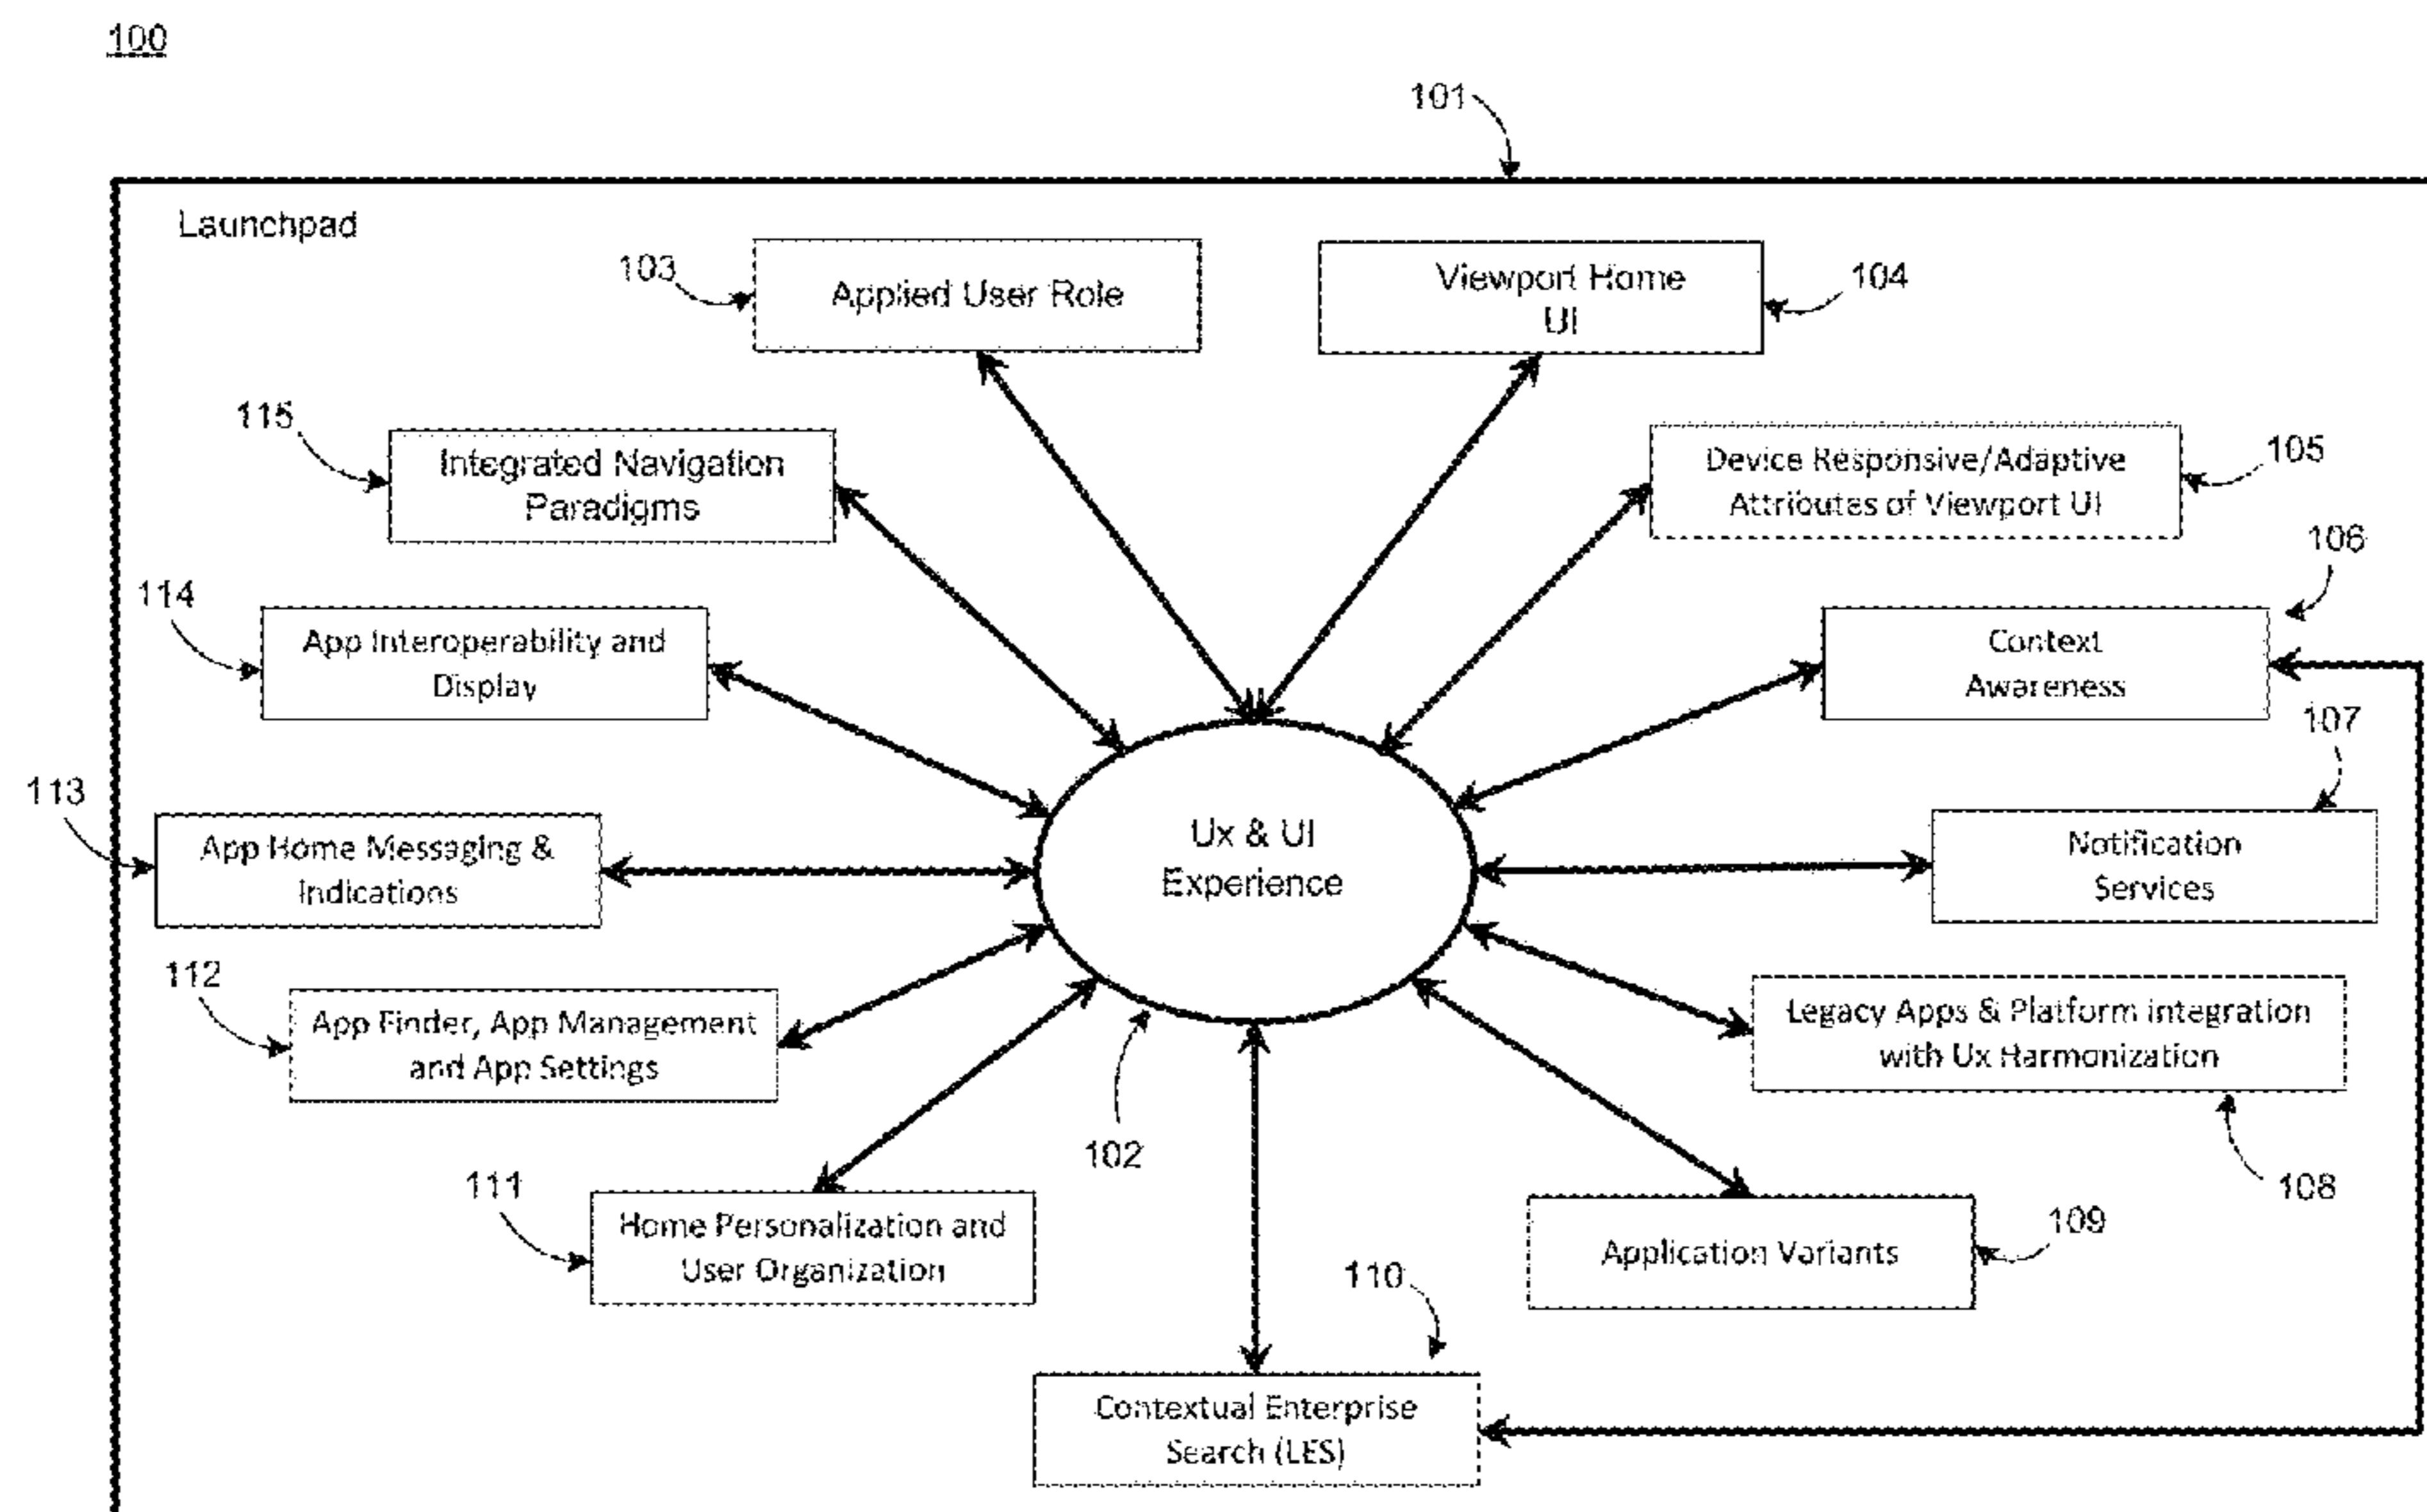 100
101
Launchpad
103
Applied User Role
Viewport Home
UI
104
115
Integrated Navigation
Paradigms
Device Responsive/Adaptive
Attributes of Viewport UI
105
106
114
App Interoperability and
Display
Context
Awareness
107
113
App Home Messaging &
Indications
Ux & UI
Experience
Notification
Services
112
App Finder, App Management
and App Settings
Legacy Apps & Platform integration
with Ux Harmonization
102
108
111
Home Personalization and
User Organization
Application Variants
109
110
Contextual Enterprise
Search (LES)